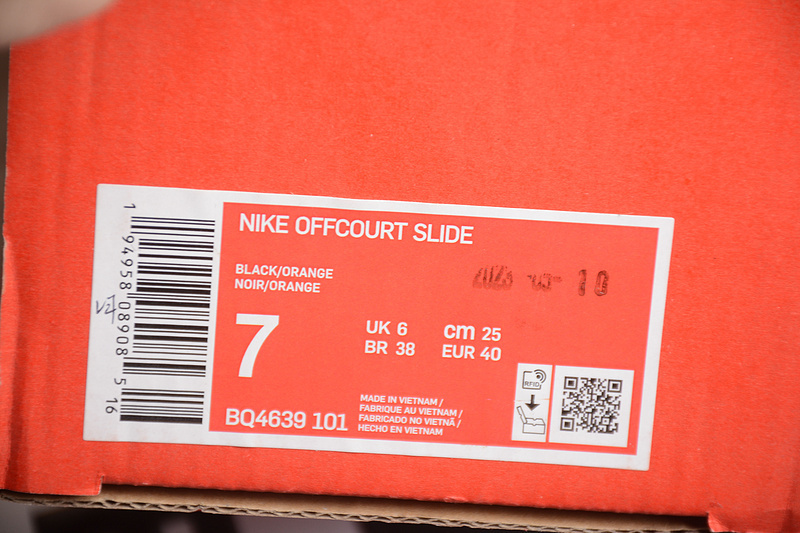 NIKE OFFCOURT SLIDE
BLACK/ORANGE
NOIR/ORANGE
10
7
UK 6 cm 25
BR 38 EUR 40
RFID
BQ4639 101
MADE IN VIETNAM /
FABRIQUE AU VIETNAM /
FABRICADO NO VIETNÃ /
HECHO EN VIETNAM
1 94958 08908 5 16